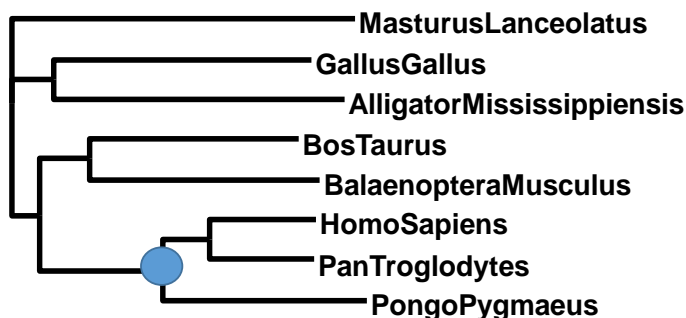 MasturusLanceolatus
GallusGallus
AlligatorMississippiensis
BosTaurus
BalaenopteraMusculus
HomoSapiens
PanTroglodytes
PongoPygmaeus